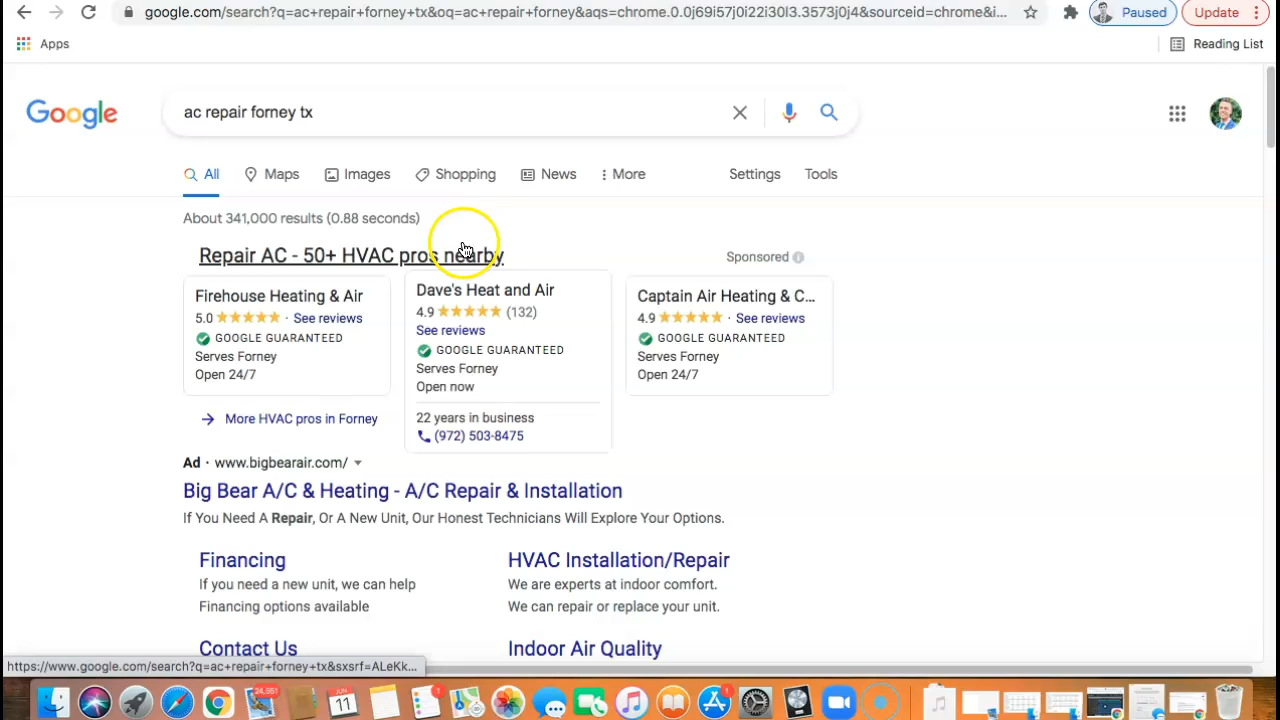 google.com/search?q=ac+repair+forney+tx&oq=ac+repair+forney&aqs=chrome.0.0j69i57j0i22i30l3.3573j0j4&sourceid=chrome&i...
Paused
Update
Apps
Reading List
Google
ac repair forney tx
All
Maps
Images
Shopping
News
More
Settings
Tools
About 341,000 results (0.88 seconds)
Repair AC - 50+ HVAC pros nearby
Sponsored
Firehouse Heating & Air
5.0
· See reviews
GOOGLE GUARANTEED
Serves Forney
Open 24/7
Dave's Heat and Air
4.9
(132)
See reviews
GOOGLE GUARANTEED
Serves Forney
Open now
22 years in business
(972) 503-8475
Captain Air Heating & C...
4.9
· See reviews
GOOGLE GUARANTEED
Serves Forney
Open 24/7
More HVAC pros in Forney
Ad · www.bigbearair.com/
Big Bear A/C & Heating - A/C Repair & Installation
If You Need A Repair, Or A New Unit, Our Honest Technicians Will Explore Your Options.
Financing
If you need a new unit, we can help
Financing options available
HVAC Installation/Repair
We are experts at indoor comfort.
We can repair or replace your unit.
Contact Us
Indoor Air Quality
https://www.google.com/search?q=ac+repair+forney+tx&sxsrf=ALeKk...
24,351
JUN
11
1
1